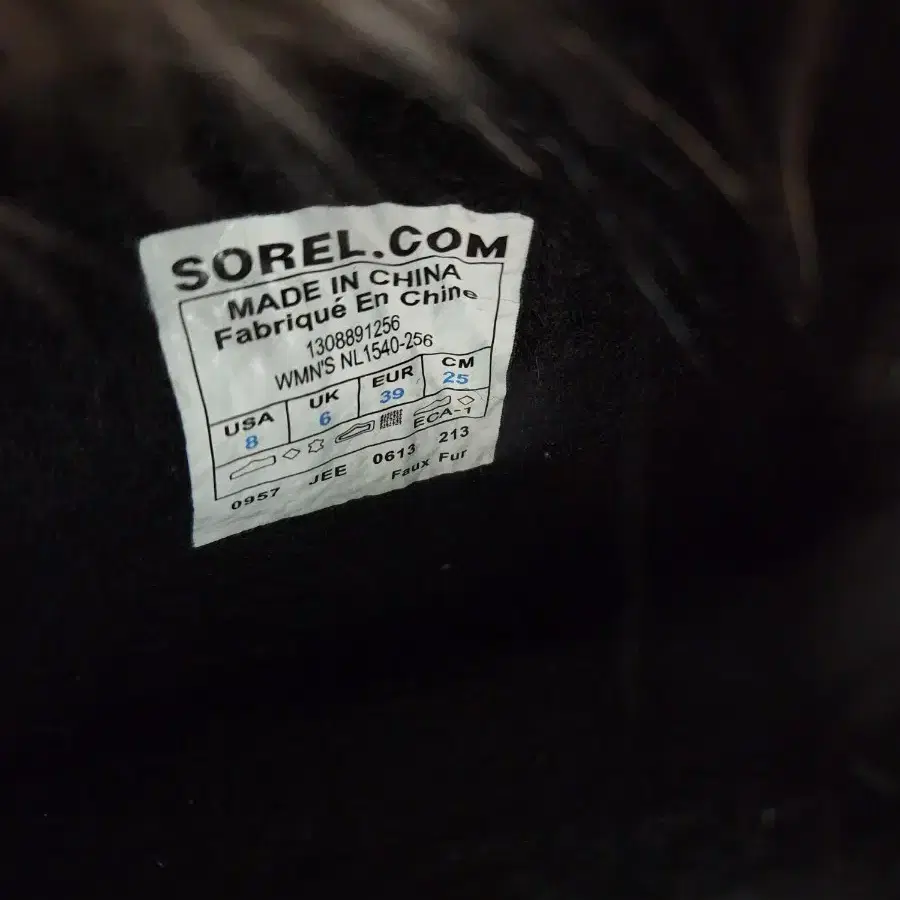 SOREL.COM
MADE IN CHINA
Fabriqué En Chine
1308891256
WMN'S NL1540-256
USA UK EUR CM
8 6 39 25
ECA-1
0957 JEE 0613 213
Faux Fur